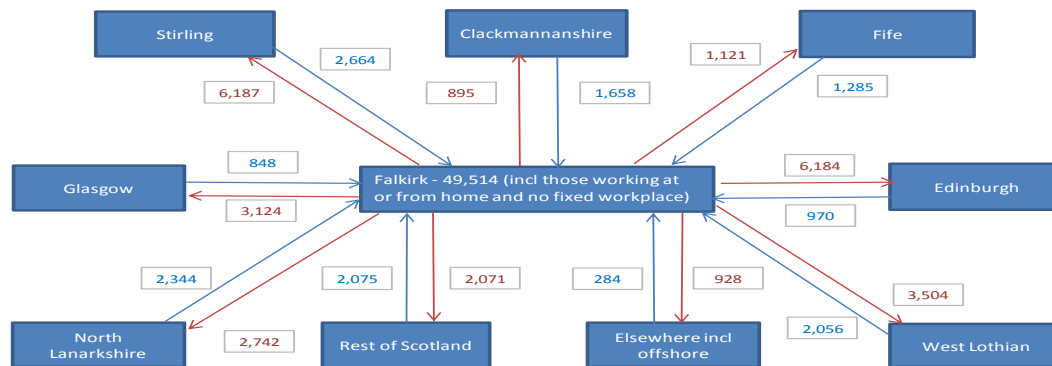 Stirling
Clackmannanshire
Fife
2,664
1,121
6,187
895
1,658
1,285
848
6,184
Glasgow
Falkirk - 49,514 (incl those working at
or from home and no fixed workplace)
Edinburgh
3,124
970
2,344
2,075
2,071
284
928
3,504
2,056
North
Lanarkshire
2,742
Rest of Scotland
Elsewhere incl
offshore
West Lothian